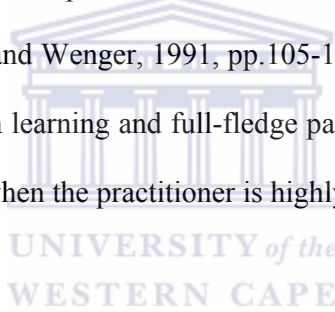 and Wenger, 1991, pp.105-1
learning and full-fledge pa
when the practitioner is highly
UNIVERSITY of the
WESTERN CAPE